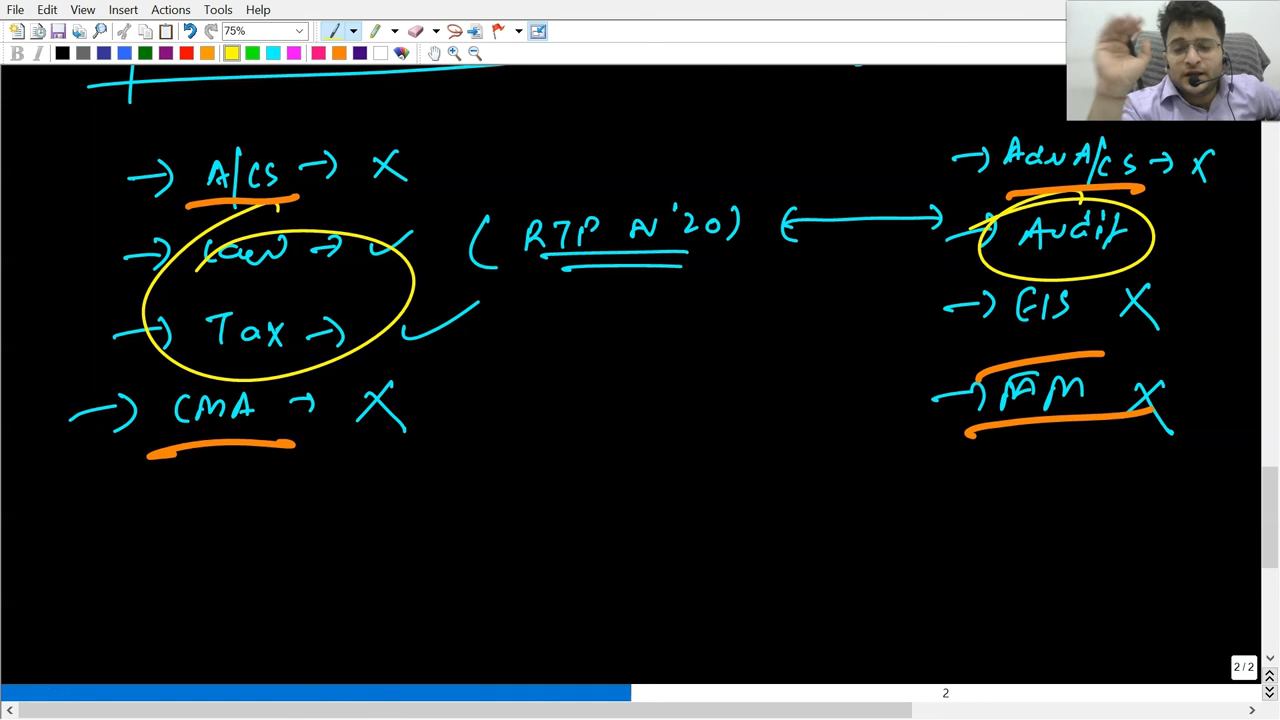 File Edit View Insert Actions Tools Help
75%
B I
→ A/cs → X
→ Law → ✓
→ Tax → ✓
→ CMA → X
( RTP N'20 )
→ Adv A/cs → X
→ Audit
→ EIS X
→ FM X
2 / 2
2